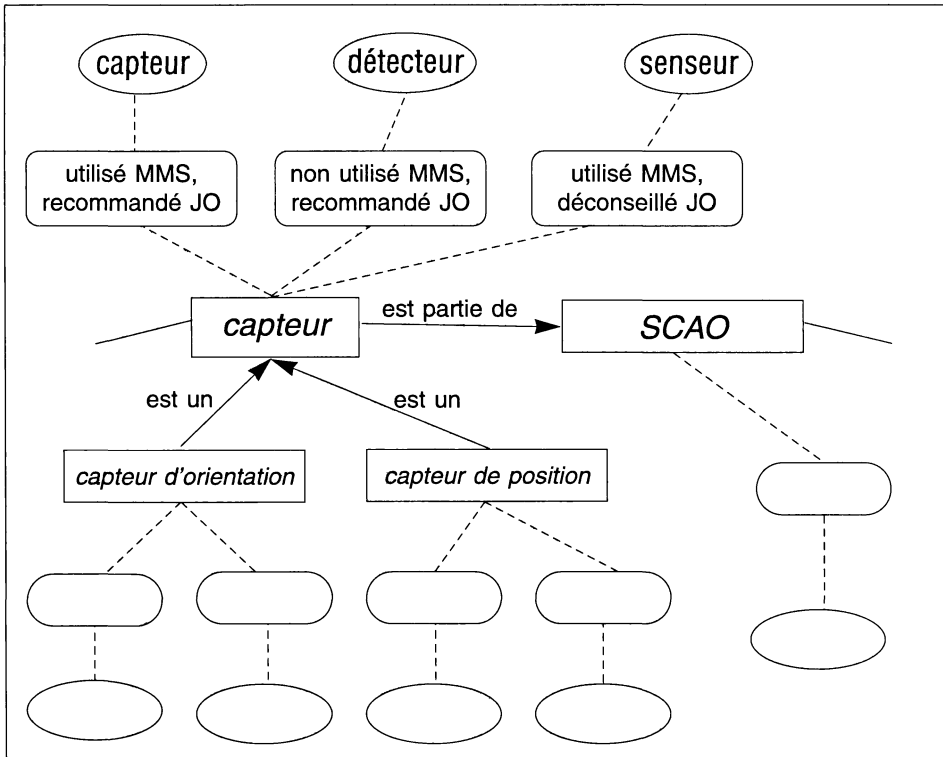 capteur
détecteur
senseur
utilisé MMS,
recommandé JO
non utilisé MMS,
recommandé JO
utilisé MMS,
déconseillé JO
capteur
est partie de
SCAO
est un
est un
capteur d'orientation
capteur de position